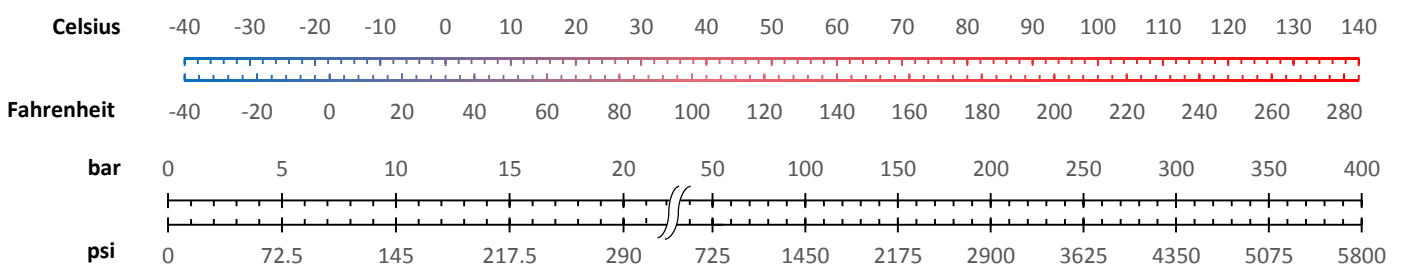 Celsius -40 -30 -20 -10 0 10 20 30 40 50 60 70 80 90 100 110 120 130 140
Fahrenheit -40 -20 0 20 40 60 80 100 120 140 160 180 200 220 240 260 280
bar 0 5 10 15 20 50 100 150 200 250 300 350 400
psi 0 72.5 145 217.5 290 725 1450 2175 2900 3625 4350 5075 5800